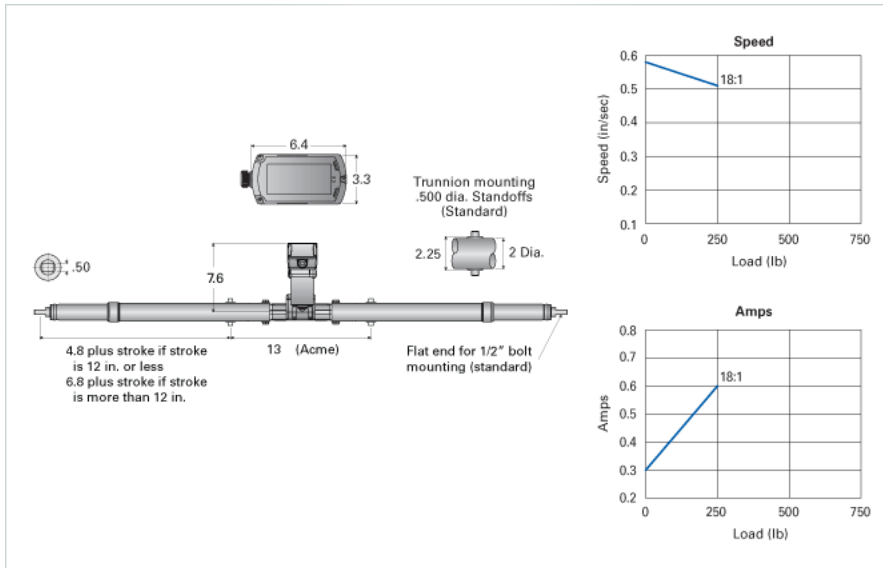 6.4
3.3
Trunnion mounting
.500 dia. Standoffs
(Standard)
2.25
2 Dia.
.50
7.6
13 (Acme)
4.8 plus stroke if stroke
is 12 in. or less
6.8 plus stroke if stroke
is more than 12 in.
Flat end for 1/2" bolt
mounting (standard)
Speed
0.6
0.5
0.4
0.3
0.2
0.1
Speed (in/sec)
18:1
0 250 500 750
Load (lb)
Amps
0.8
0.7
0.6
0.5
0.4
0.3
0.2
Amps
18:1
0 250 500 750
Load (lb)